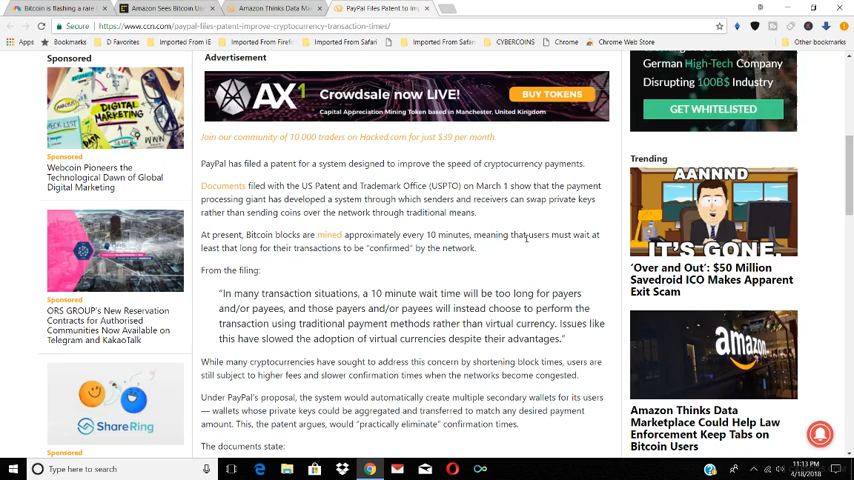 Bitcoin is flashing a rare
Amazon Sees Bitcoin Us
Amazon Thinks Data Ma
PayPal Files Patent to Im
Secure
https://www.ccn.com/paypal-files-patent-improve-cryptocurrency-transaction-times/
Apps
Bookmarks
D Favorites
Imported From IE
Imported From Firefo
Imported From Safari
Imported From Safari
CYBERCOINS
Chrome
Chrome Web Store
Other bookmarks
Sponsored
DIGITAL
MARKETING
Sponsored
Webcoin Pioneers the
Technological Dawn of Global
Digital Marketing
Sponsored
ORS GROUP's New Reservation
Contracts for Authorised
Communities Now Available on
Telegram and KakaoTalk
ShareRing
Sponsored
Advertisement
AX1
Crowdsale now LIVE!
BUY TOKENS
Capital Appreciation Mining Token based in Manchester, United Kingdom
Join our community of 10 000 traders on Hacked.com for just $39 per month.
PayPal has filed a patent for a system designed to improve the speed of cryptocurrency payments.
Documents filed with the US Patent and Trademark Office (USPTO) on March 1 show that the payment
processing giant has developed a system through which senders and receivers can swap private keys
rather than sending coins over the network through traditional means.
At present, Bitcoin blocks are mined approximately every 10 minutes, meaning that users must wait at
least that long for their transactions to be “confirmed” by the network.
From the filing:
“In many transaction situations, a 10 minute wait time will be too long for payers
and/or payees, and those payers and/or payees will instead choose to perform the
transaction using traditional payment methods rather than virtual currency. Issues like
this have slowed the adoption of virtual currencies despite their advantages.”
While many cryptocurrencies have sought to address this concern by shortening block times, users are
still subject to higher fees and slower confirmation times when the networks become congested.
Under PayPal's proposal, the system would automatically create multiple secondary wallets for its users
— wallets whose private keys could be aggregated and transferred to match any desired payment
amount. This, the patent argues, would “practically eliminate” confirmation times.
The documents state:
German High-Tech Company
Disrupting 100B$ Industry
GET WHITELISTED
Trending
AANNND
IT'S GONE.
'Over and Out': $50 Million
Savedroid ICO Makes Apparent
Exit Scam
amazon
Amazon Thinks Data
Marketplace Could Help Law
Enforcement Keep Tabs on
Bitcoin Users
Type here to search
11:13 PM
4/18/2018